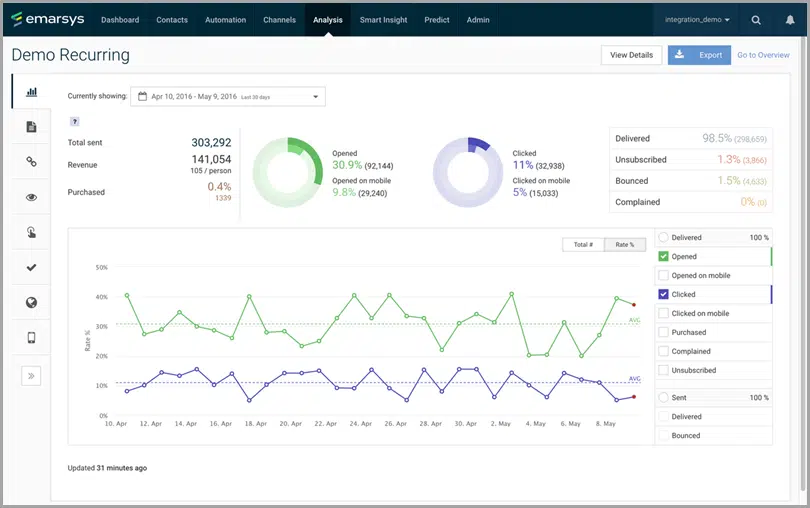 emarsys Dashboard Contacts Automation Channels Analysis Smart Insight Predict Admin integration_demo
Demo Recurring
View Details Export Go to Overview
Currently showing: Apr 10, 2016 - May 9, 2016 Last 30 days
?
Total sent 303,292
Revenue 141,054
105 / person
Purchased 0.4%
1339
Opened
30.9% (92,144)
Opened on mobile
9.8% (29,240)
Clicked
11% (32,938)
Clicked on mobile
5% (15,033)
Delivered 98.5% (298,659)
Unsubscribed 1.3% (3,866)
Bounced 1.5% (4,633)
Complained 0% (0)
Total # Rate %
50%
40%
30%
20%
10%
0%
Rate %
AVG
AVG
10. Apr 12. Apr 14. Apr 16. Apr 18. Apr 20. Apr 22. Apr 24. Apr 26. Apr 28. Apr 30. Apr 2. May 4. May 6. May 8. May
Delivered 100 %
Opened
Opened on mobile
Clicked
Clicked on mobile
Purchased
Complained
Unsubscribed
Sent 100 %
Delivered
Bounced
Updated 31 minutes ago